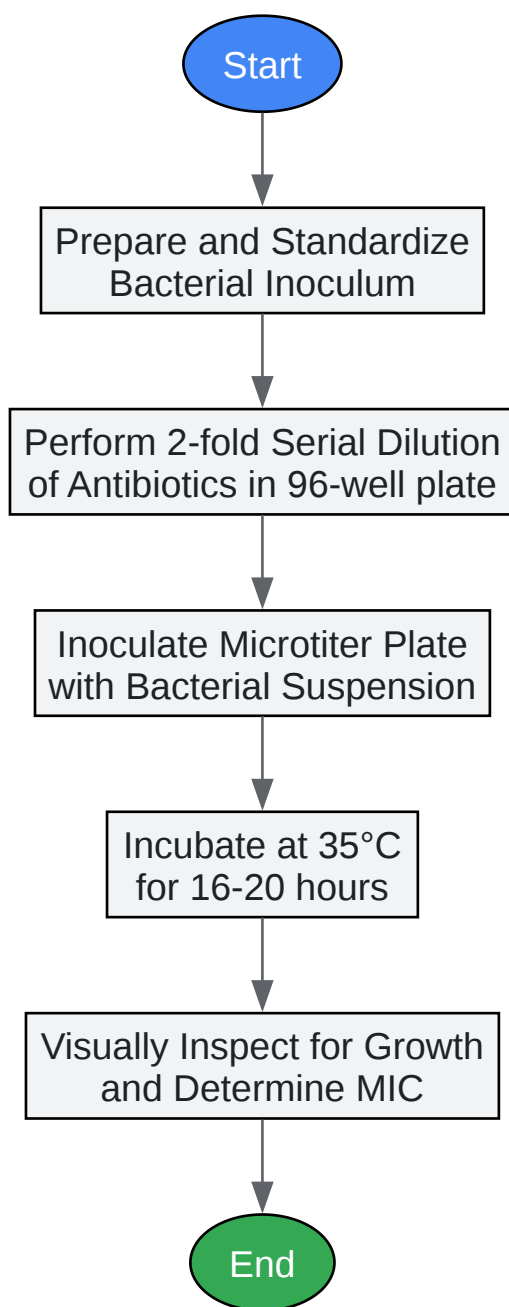 Start
Prepare and Standardize
Bacterial Inoculum
Perform 2-fold Serial Dilution
of Antibiotics in 96-well plate
Inoculate Microtiter Plate
with Bacterial Suspension
Incubate at 35°C
for 16-20 hours
Visually Inspect for Growth
and Determine MIC
End